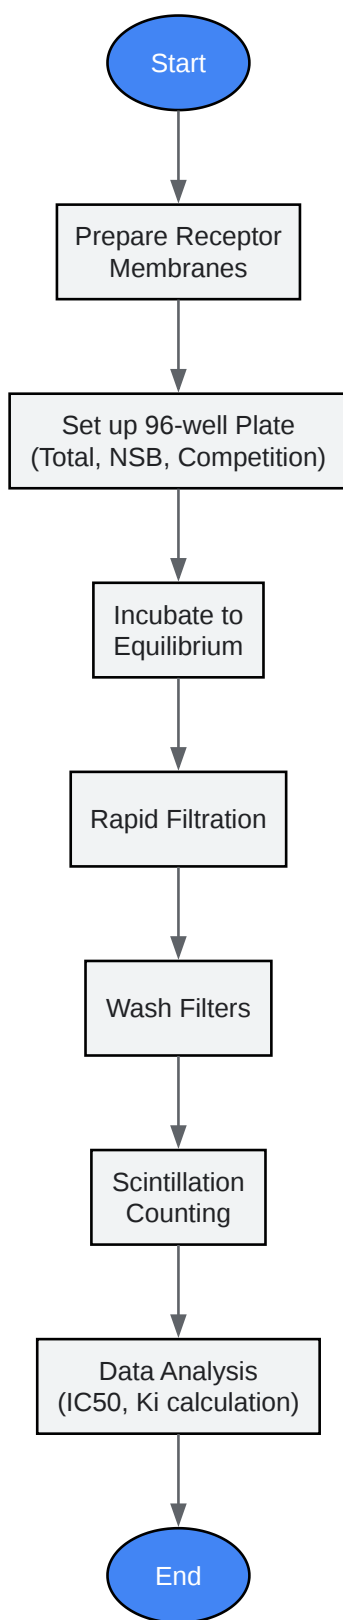 Start
Prepare Receptor
Membranes
Set up 96-well Plate
(Total, NSB, Competition)
Incubate to
Equilibrium
Rapid Filtration
Wash Filters
Scintillation
Counting
Data Analysis
(IC50, Ki calculation)
End